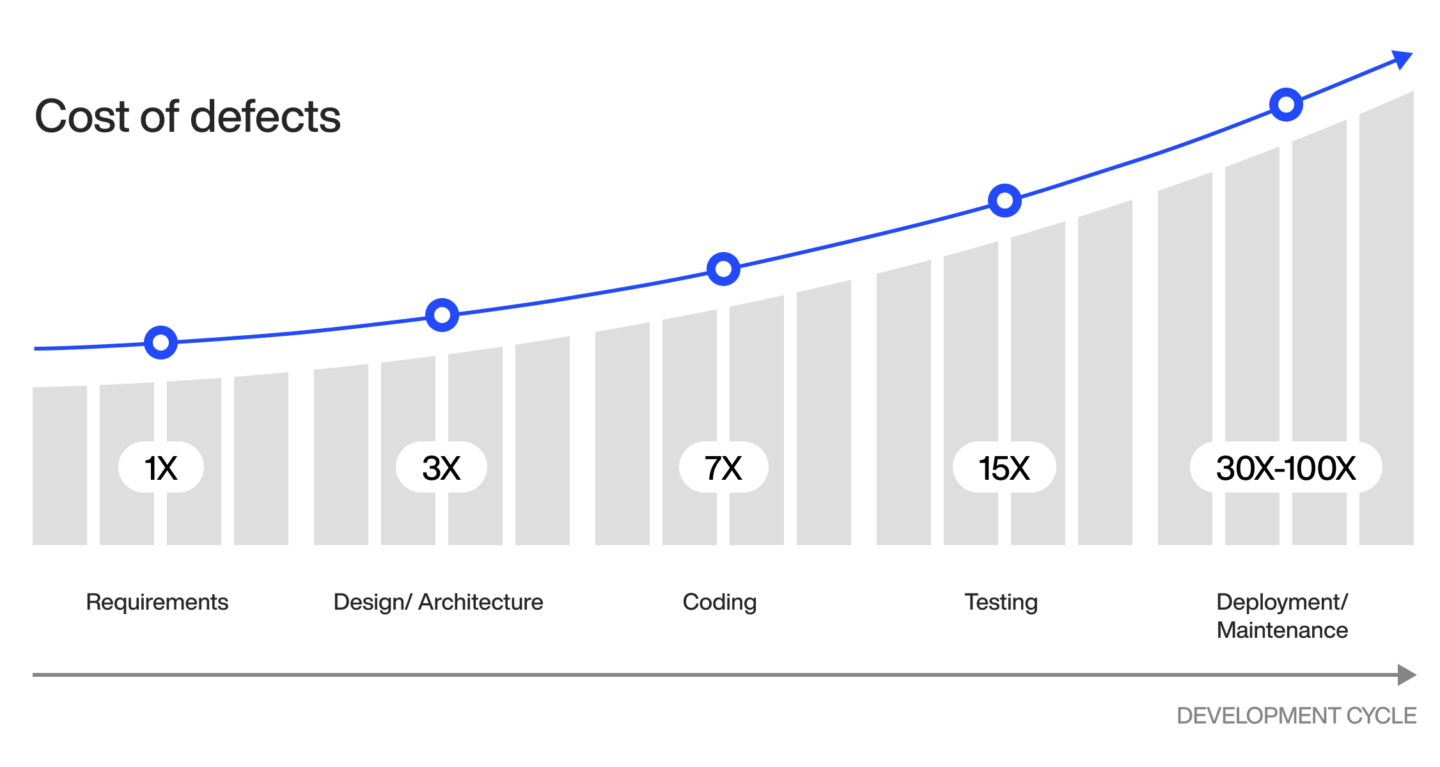 Cost of defects
1X
3X
7X
15X
30X-100X
Requirements
Design/ Architecture
Coding
Testing
Deployment/
Maintenance
DEVELOPMENT CYCLE